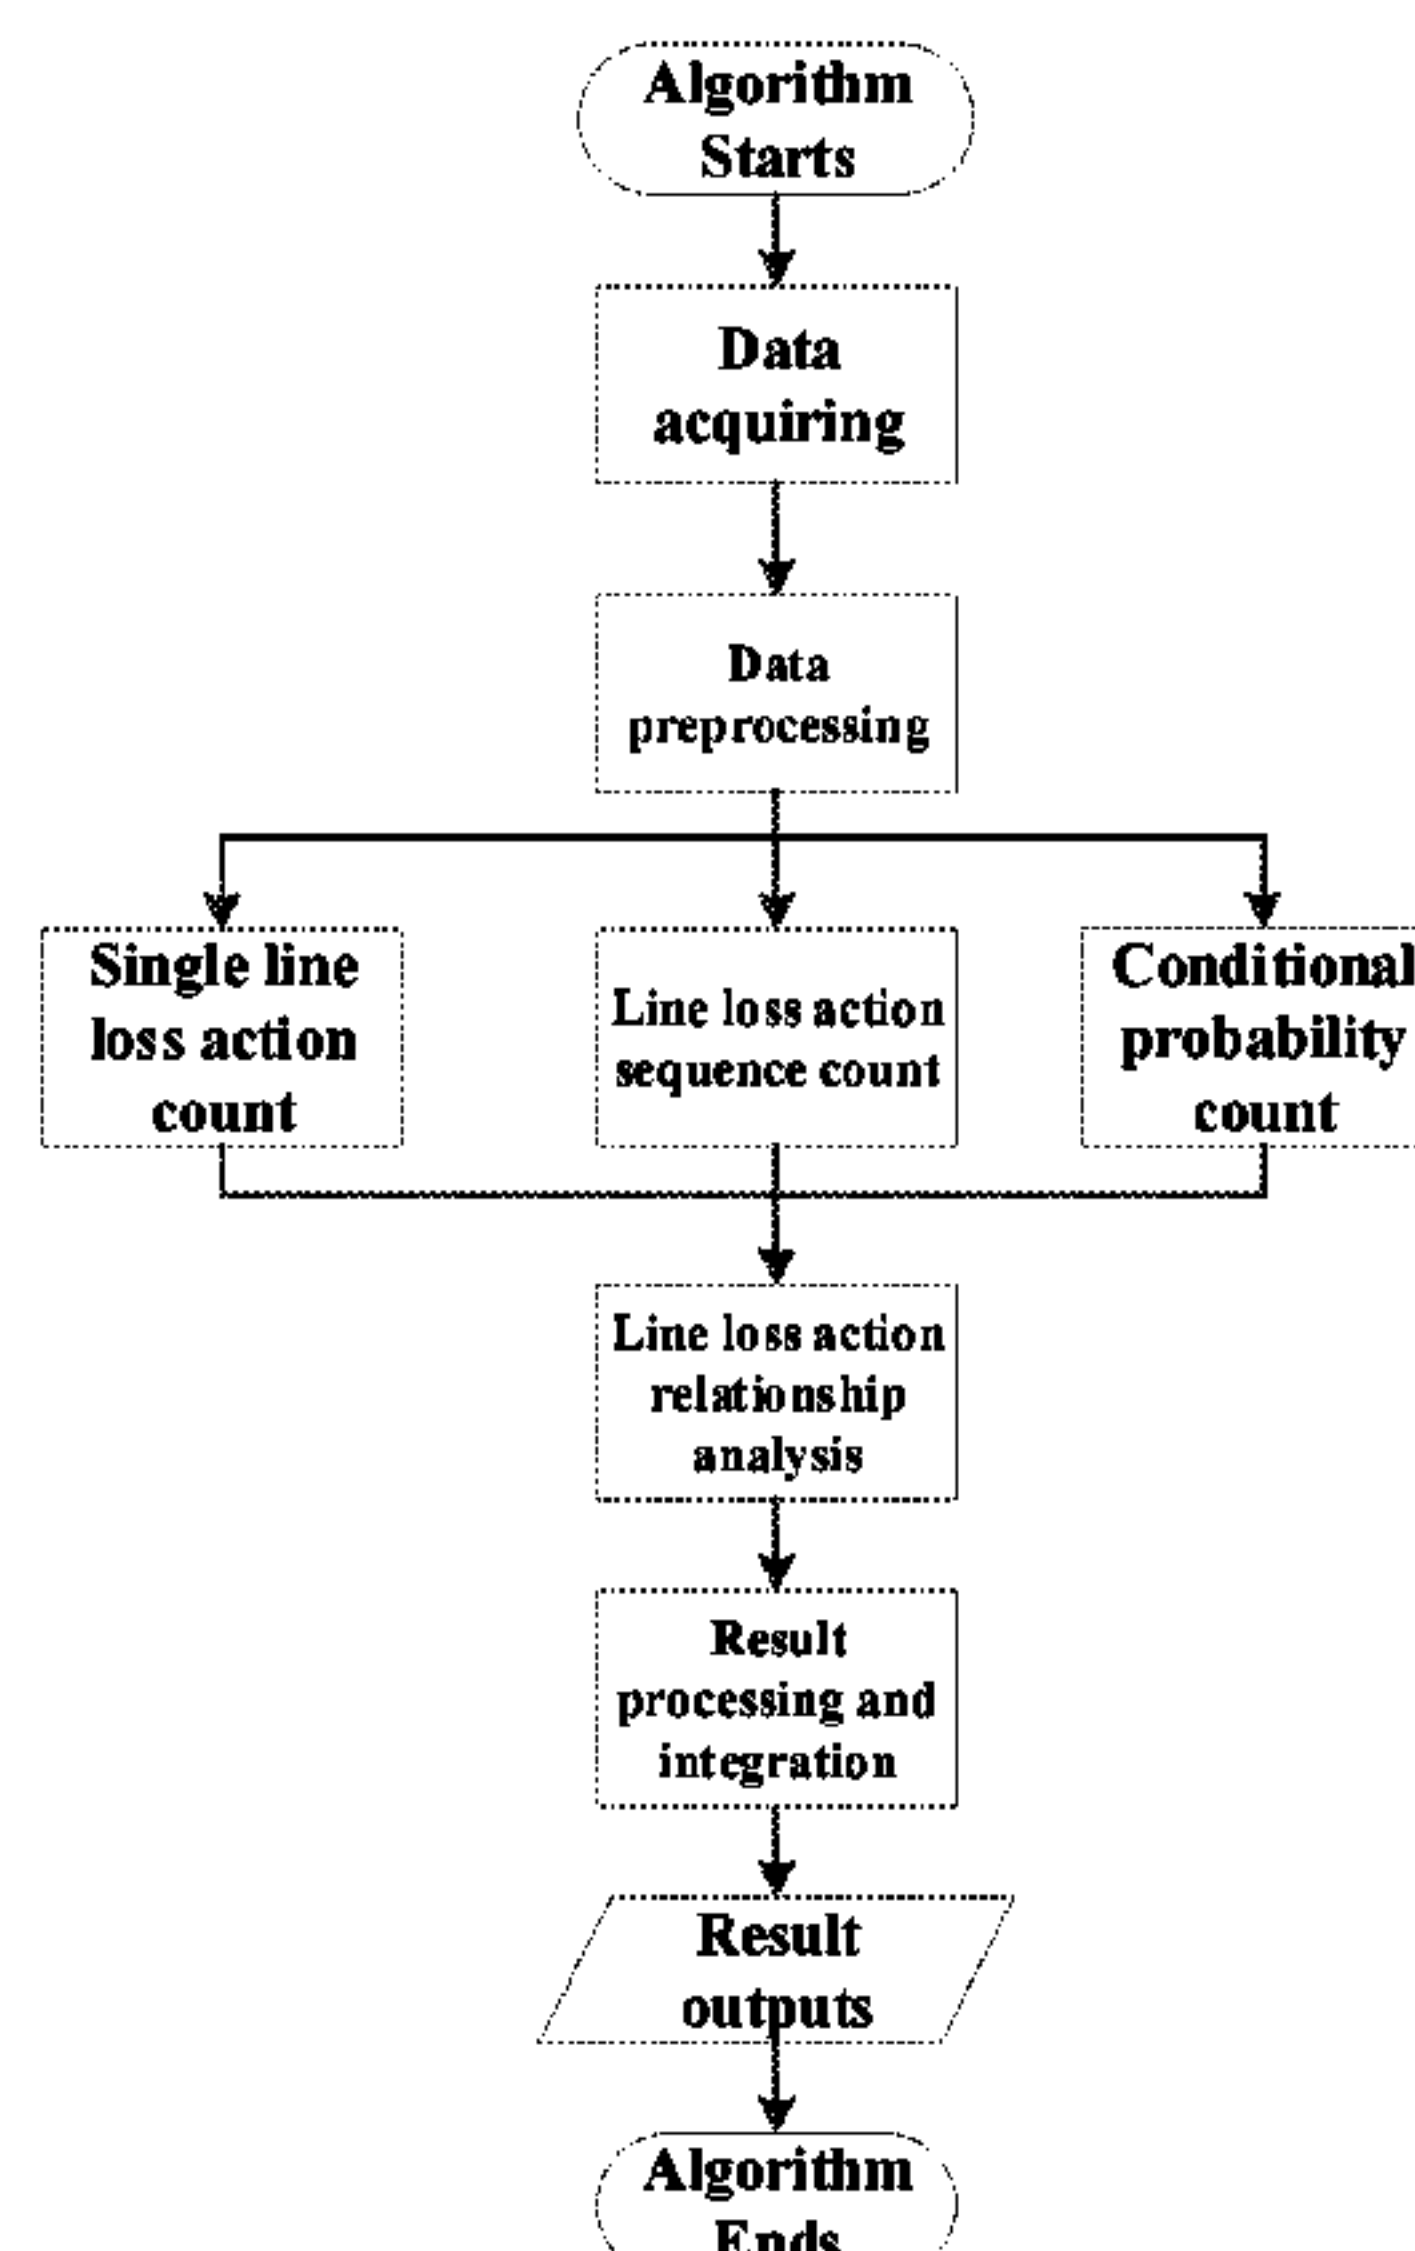 Algorithm
Starts
Data
acquiring
Data
preprocessing
Single line
loss action
count
Line loss action
sequence count
Conditional
probability
count
Line loss action
relationship
analysis
Result
processing and
integration
Result
outputs
Algorithm
Ends